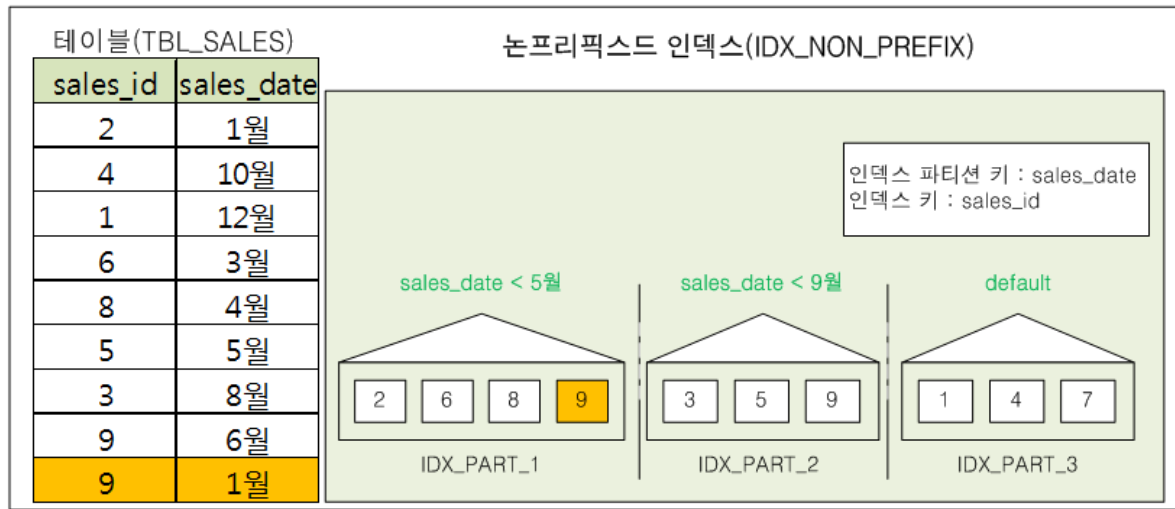 테이블(TBL_SALES)
sales_id sales_date
2 1월
4 10월
1 12월
6 3월
8 4월
5 5월
3 8월
9 6월
9 1월
논프리픽스드 인덱스(IDX_NON_PREFIX)
인덱스 파티션 키 : sales_date
인덱스 키 : sales_id
sales_date < 5월 sales_date < 9월 default
2 6 8 9 3 5 9 1 4 7
IDX_PART_1 IDX_PART_2 IDX_PART_3